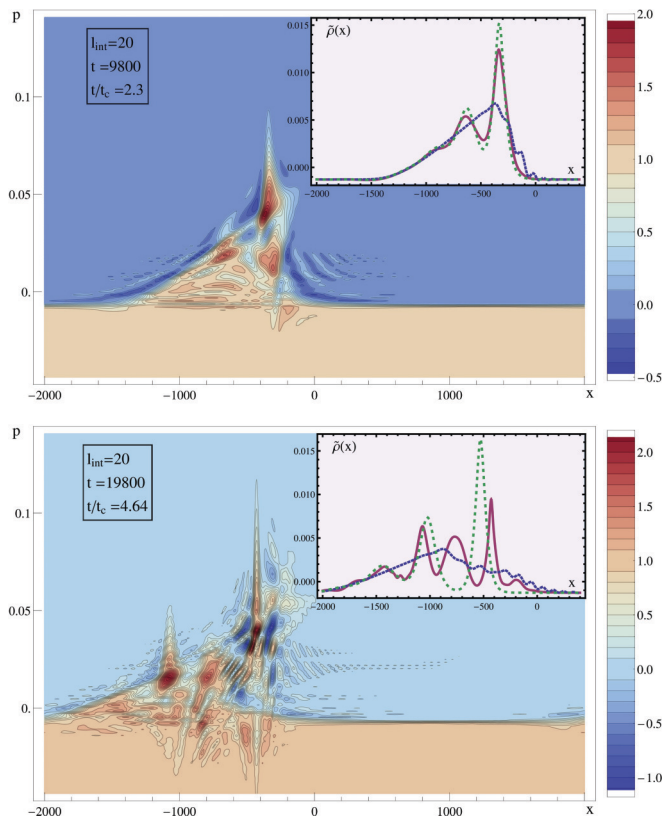 p
l_int=20
t =9800
t/t_c =2.3
0.1
0.05
0.
−2000 −1000 0 1000 x
ρ̃(x)
0.015
0.010
0.005
0.000
x
−2000 −1500 −1000 −500 0
2.0
1.5
1.0
0.5
0.0
−0.5
p
l_int=20
t =19800
t/t_c =4.64
0.1
0.05
0.
−2000 −1000 0 1000 x
ρ̃(x)
0.015
0.010
0.005
0.000
x
−2000 −1500 −1000 −500 0
2.0
1.5
1.0
0.5
0.0
−0.5
−1.0